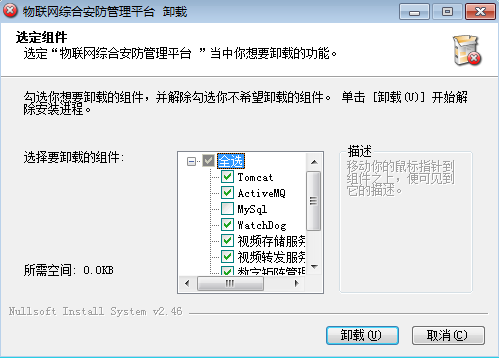 物联网综合安防管理平台 卸载
选定组件
选定“物联网综合安防管理平台 ”当中你想要卸载的功能。
勾选你想要卸载的组件，并解除勾选你不希望卸载的组件。 单击 [卸载(U)] 开始解
除安装进程。
选择要卸载的组件:
全选
Tomcat
ActiveMQ
MySql
WatchDog
视频存储服务
视频转发服务
数字矩阵管理
描述
移动你的鼠标指针到
组件之上，便可见到
它的描述。
所需空间: 0.0KB
Nullsoft Install System v2.46
卸载(U)
取消(C)